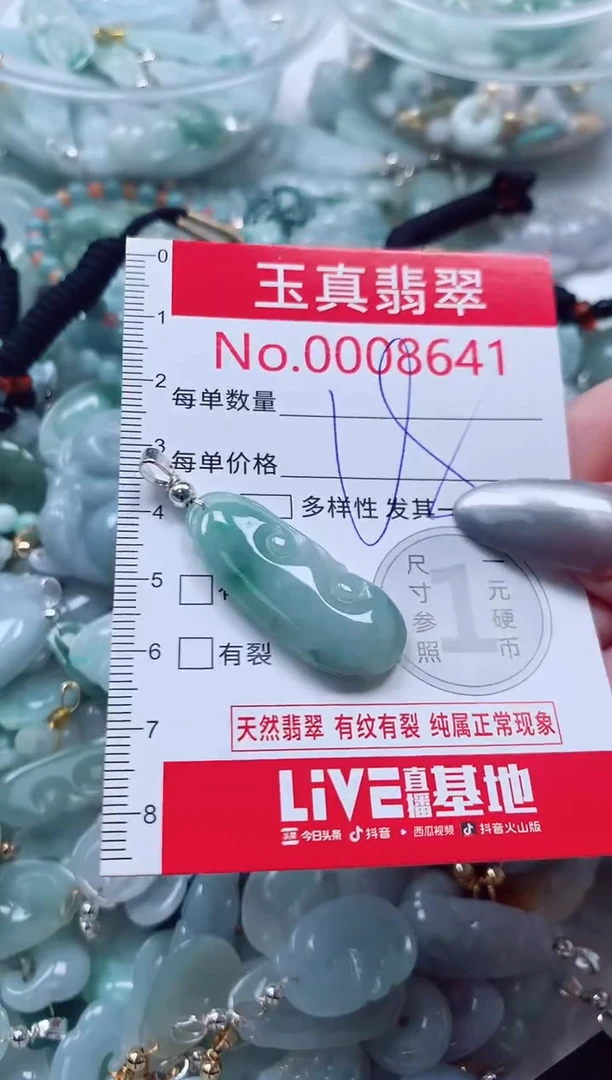 0
1
2
3
4
5
6
7
8
玉真翡翠
No.0008641
每单数量
每单价格
多样性 发其一
有裂
尺寸参照
1
一元硬币
天然翡翠 有纹有裂 纯属正常现象
LiVE直播基地
头条 今日头条 抖音 • 西瓜视频 抖音火山版